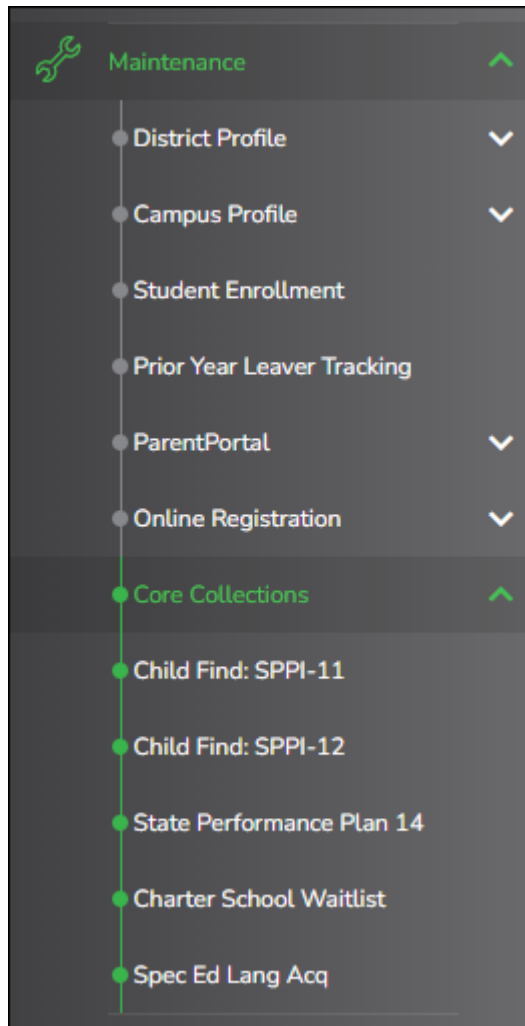 Maintenance
District Profile
Campus Profile
Student Enrollment
Prior Year Leaver Tracking
ParentPortal
Online Registration
Core Collections
Child Find: SPPI-11
Child Find: SPPI-12
State Performance Plan 14
Charter School Waitlist
Spec Ed Lang Acq